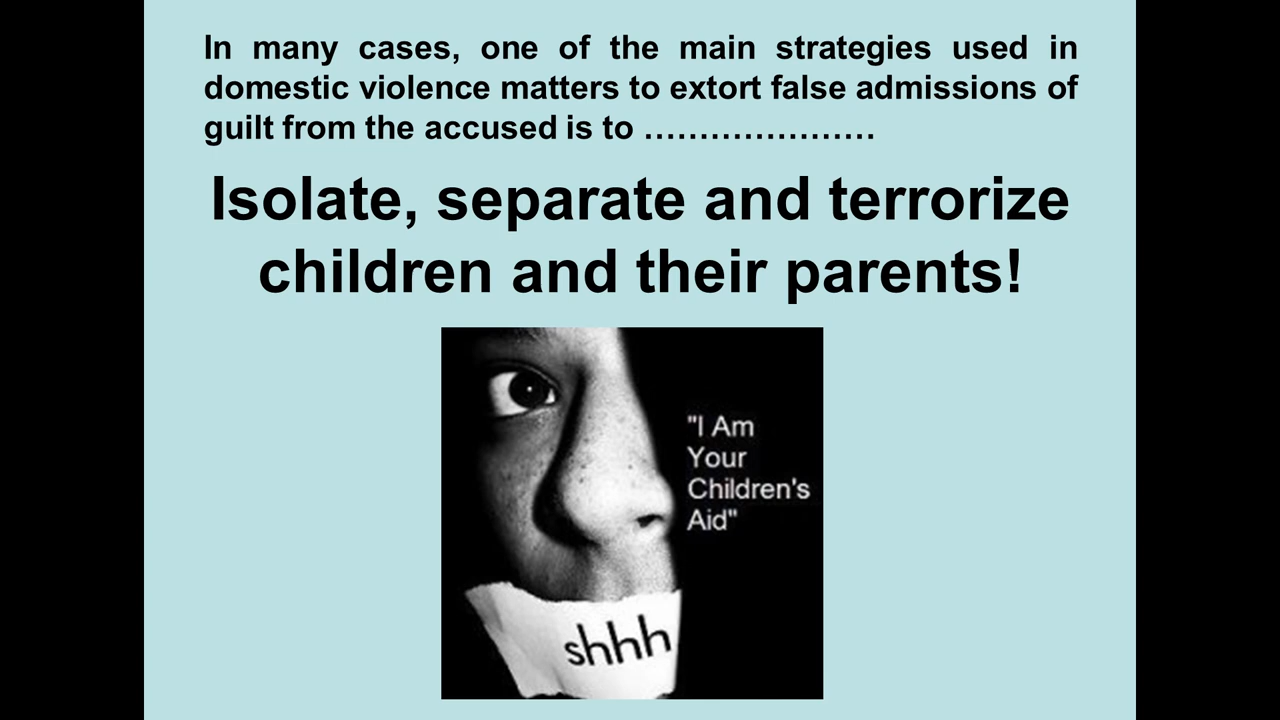 In many cases, one of the main strategies used in
domestic violence matters to extort false admissions of
guilt from the accused is to …………………
Isolate, separate and terrorize
children and their parents!
"I Am
Your
Children's
Aid"
shhh